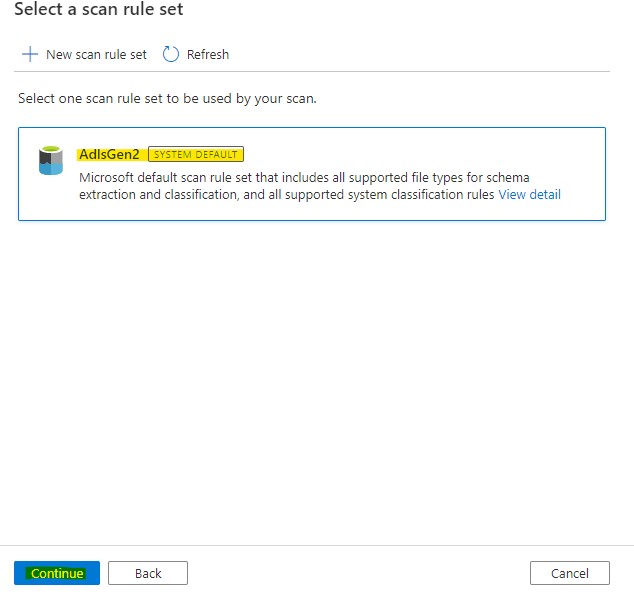 Select a scan rule set
New scan rule set Refresh
Select one scan rule set to be used by your scan.
AdlsGen2 SYSTEM DEFAULT
Microsoft default scan rule set that includes all supported file types for schema
extraction and classification, and all supported system classification rules View detail
Continue Back Cancel